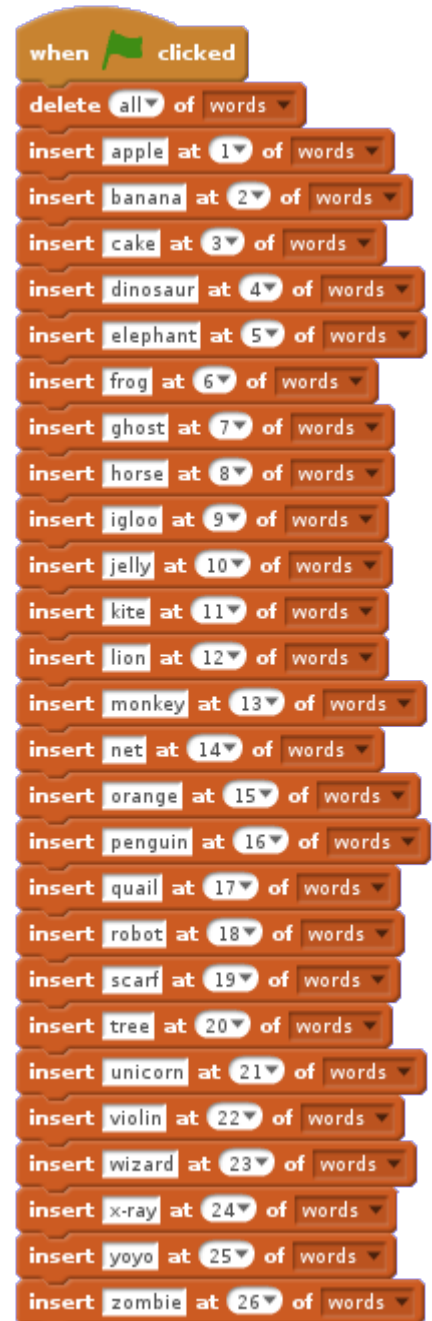 when clicked
delete all of words
insert apple at 1 of words
insert banana at 2 of words
insert cake at 3 of words
insert dinosaur at 4 of words
insert elephant at 5 of words
insert frog at 6 of words
insert ghost at 7 of words
insert horse at 8 of words
insert igloo at 9 of words
insert jelly at 10 of words
insert kite at 11 of words
insert lion at 12 of words
insert monkey at 13 of words
insert net at 14 of words
insert orange at 15 of words
insert penguin at 16 of words
insert quail at 17 of words
insert robot at 18 of words
insert scarf at 19 of words
insert tree at 20 of words
insert unicorn at 21 of words
insert violin at 22 of words
insert wizard at 23 of words
insert x-ray at 24 of words
insert yoyo at 25 of words
insert zombie at 26 of words